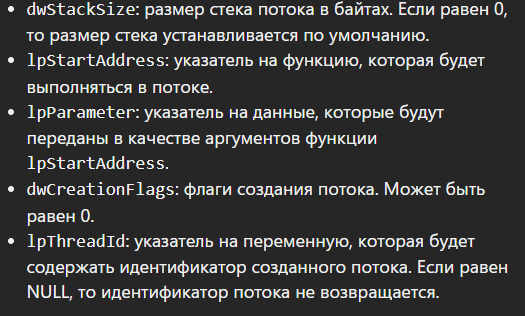 • dwStackSize: размер стека потока в байтах. Если равен 0,
то размер стека устанавливается по умолчанию.
• lpStartAddress: указатель на функцию, которая будет
выполняться в потоке.
• lpParameter: указатель на данные, которые будут
переданы в качестве аргументов функции
lpStartAddress.
• dwCreationFlags: флаги создания потока. Может быть
равен 0.
• lpThreadId: указатель на переменную, которая будет
содержать идентификатор созданного потока. Если равен
NULL, то идентификатор потока не возвращается.